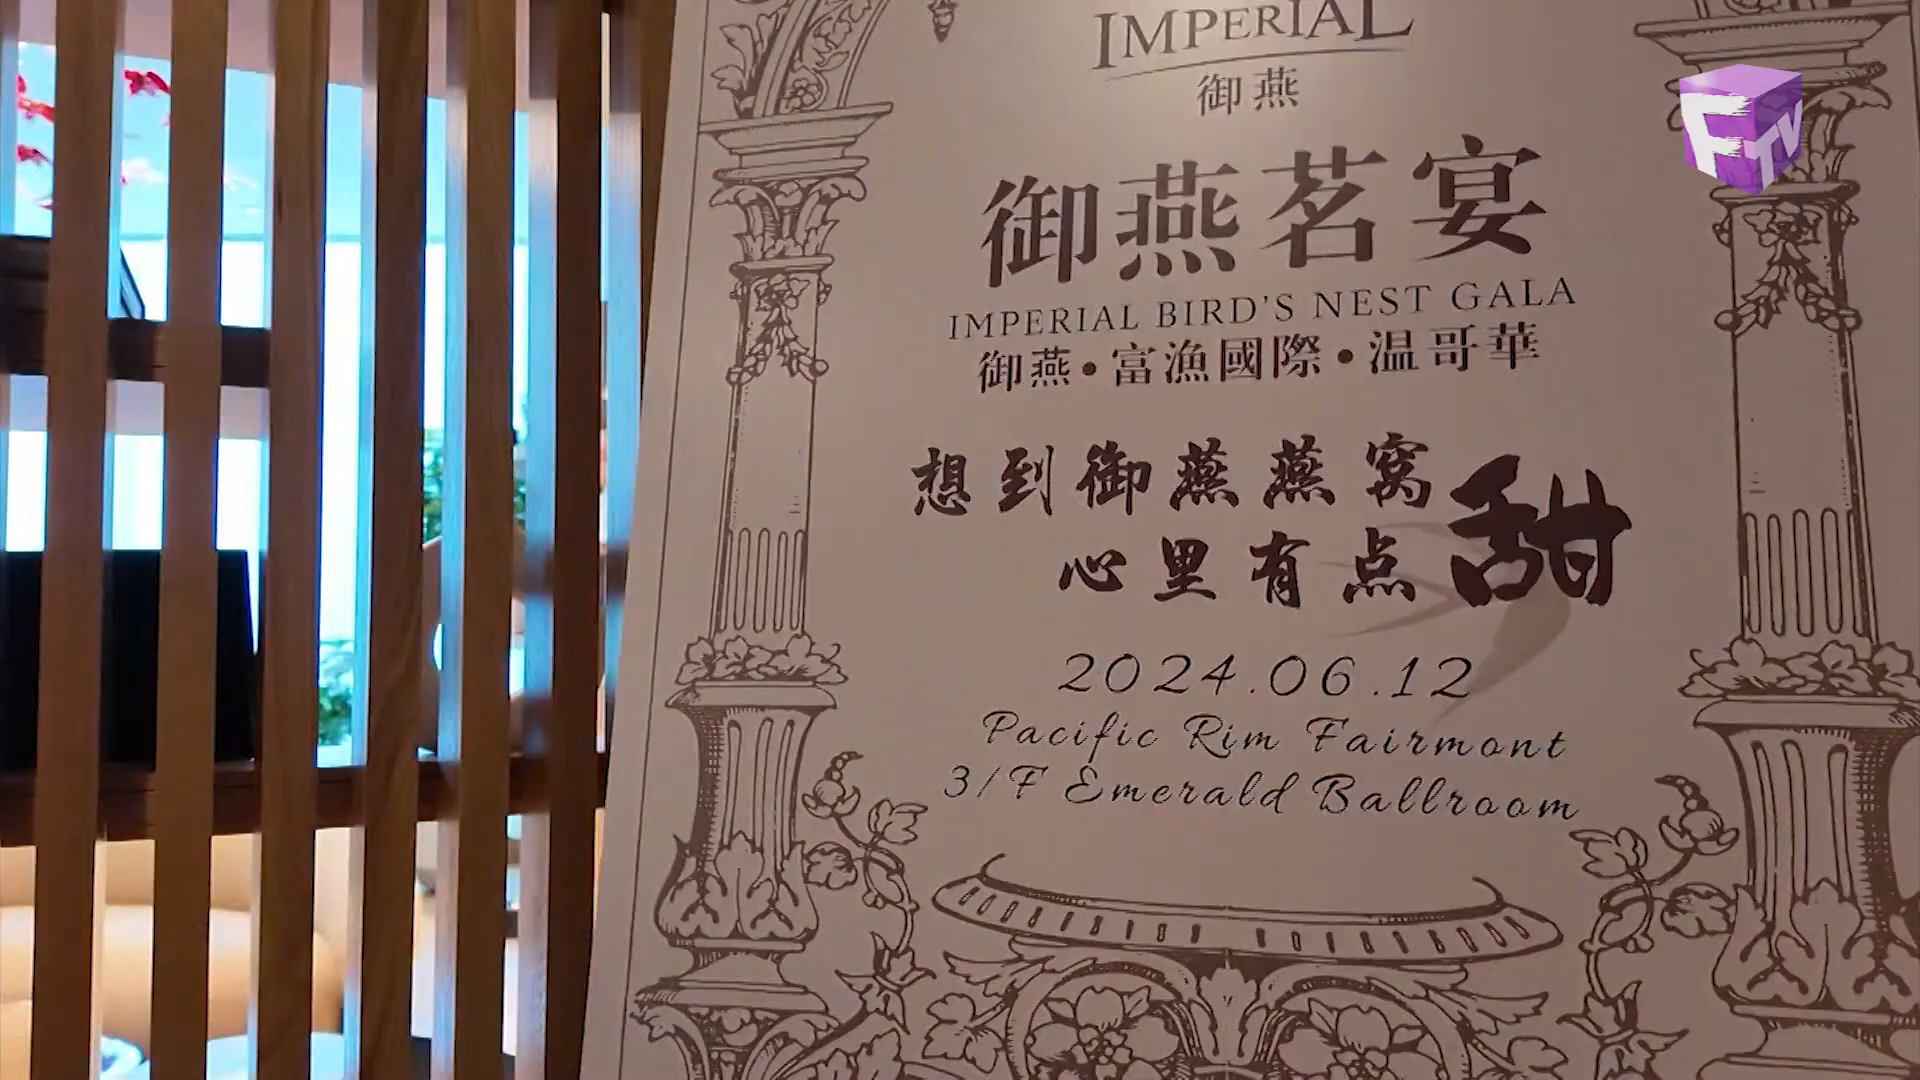 IMPERIAL
御燕
FTV
御燕茗宴
IMPERIAL BIRD'S NEST GALA
御燕•富漁國際•温哥華
想到御燕燕窝
心里有点甜
2024.06.12
Pacific Rim Fairmont
3/F Emerald Ballroom